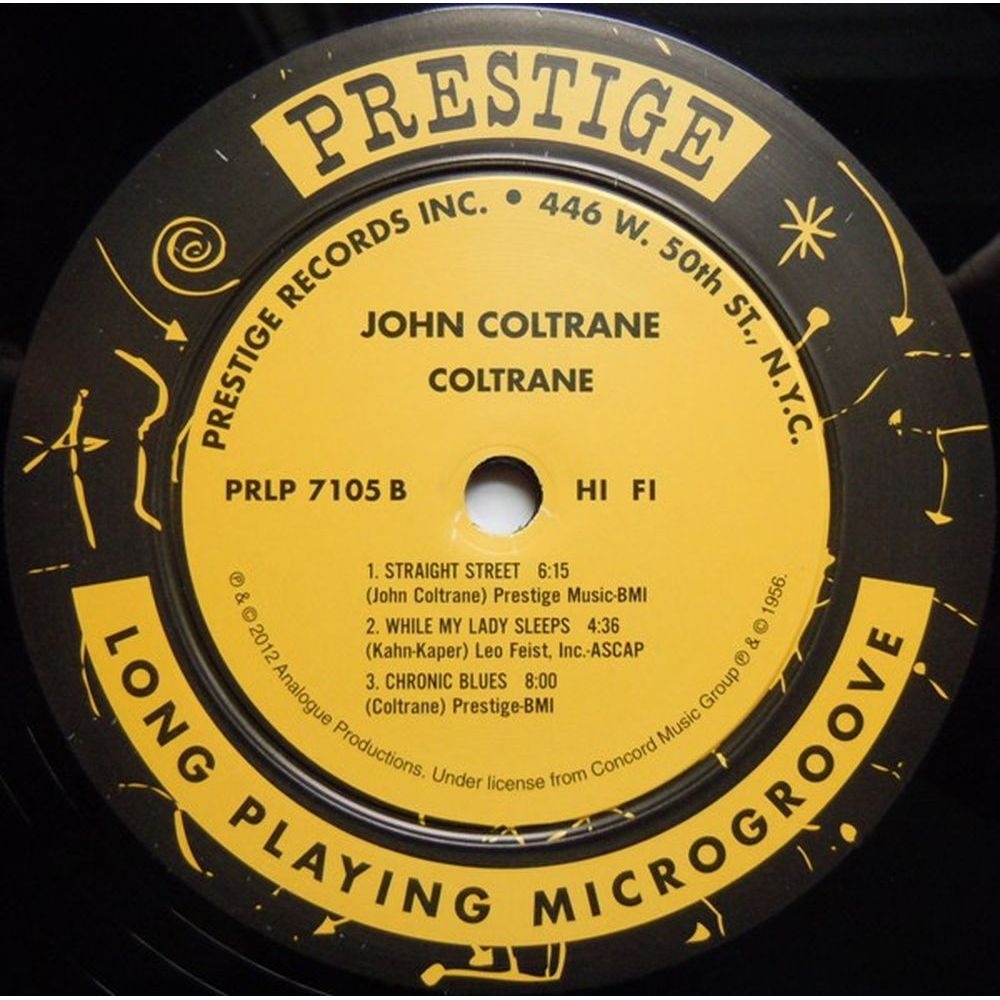 PRESTIGE
PRESTIGE RECORDS INC. • 446 W. 50th ST., N.Y.C.
JOHN COLTRANE
COLTRANE
PRLP 7105 B HI FI
1. STRAIGHT STREET 6:15
(John Coltrane) Prestige Music-BMI
2. WHILE MY LADY SLEEPS 4:36
(Kahn-Kaper) Leo Feist, Inc.-ASCAP
3. CHRONIC BLUES 8:00
(Coltrane) Prestige-BMI
℗ & © 2012 Analogue Productions. Under license from Concord Music Group ℗ & © 1956.
LONG PLAYING MICROGROOVE